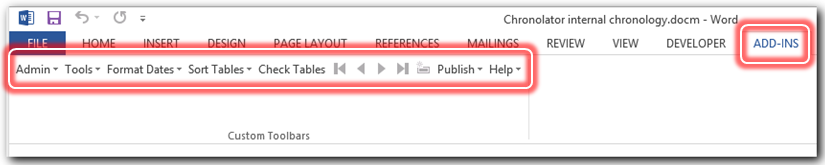 Chronolator internal chronology.docm - Word
FILE HOME INSERT DESIGN PAGE LAYOUT REFERENCES MAILINGS REVIEW VIEW DEVELOPER ADD-INS
Admin Tools Format Dates Sort Tables Check Tables Publish Help
Custom Toolbars